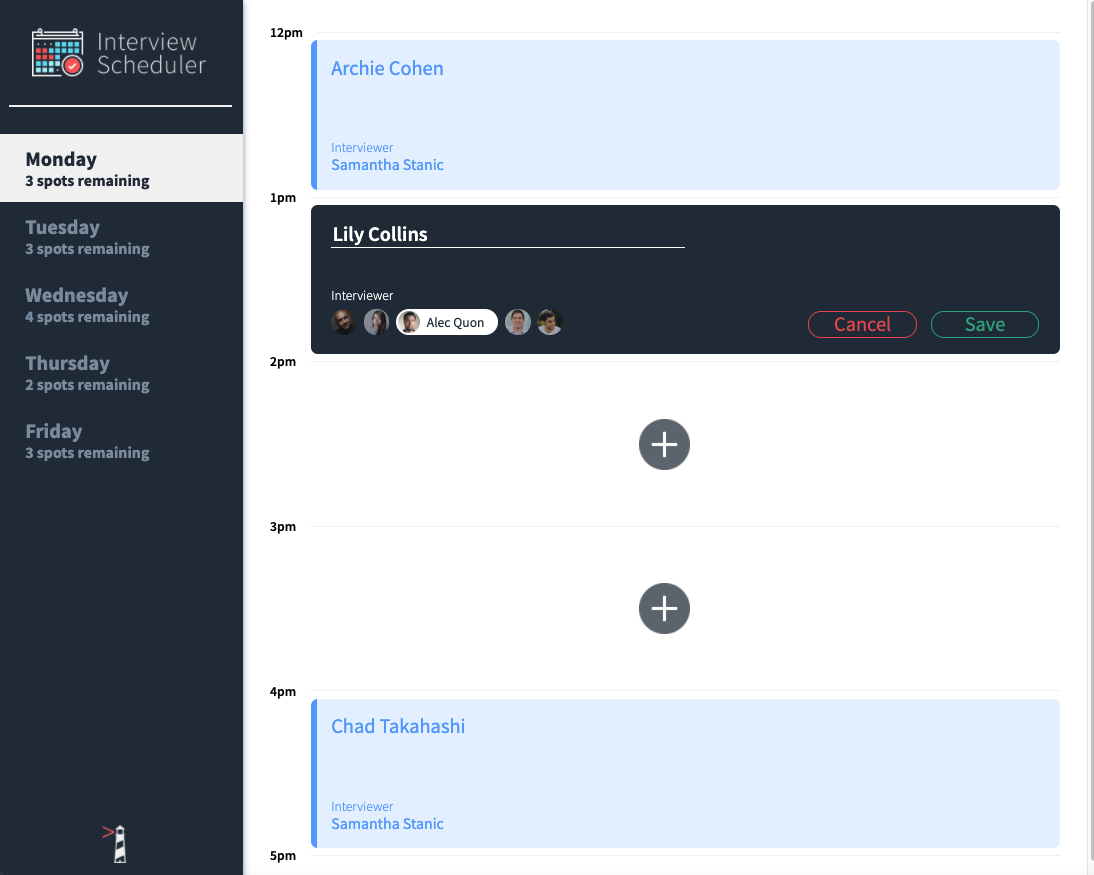 Interview
Scheduler
Monday
3 spots remaining
Tuesday
3 spots remaining
Wednesday
4 spots remaining
Thursday
2 spots remaining
Friday
3 spots remaining
>
12pm
Archie Cohen
Interviewer
Samantha Stanic
1pm
Lily Collins
Interviewer
Alec Quon
Cancel Save
2pm
3pm
4pm
Chad Takahashi
Interviewer
Samantha Stanic
5pm